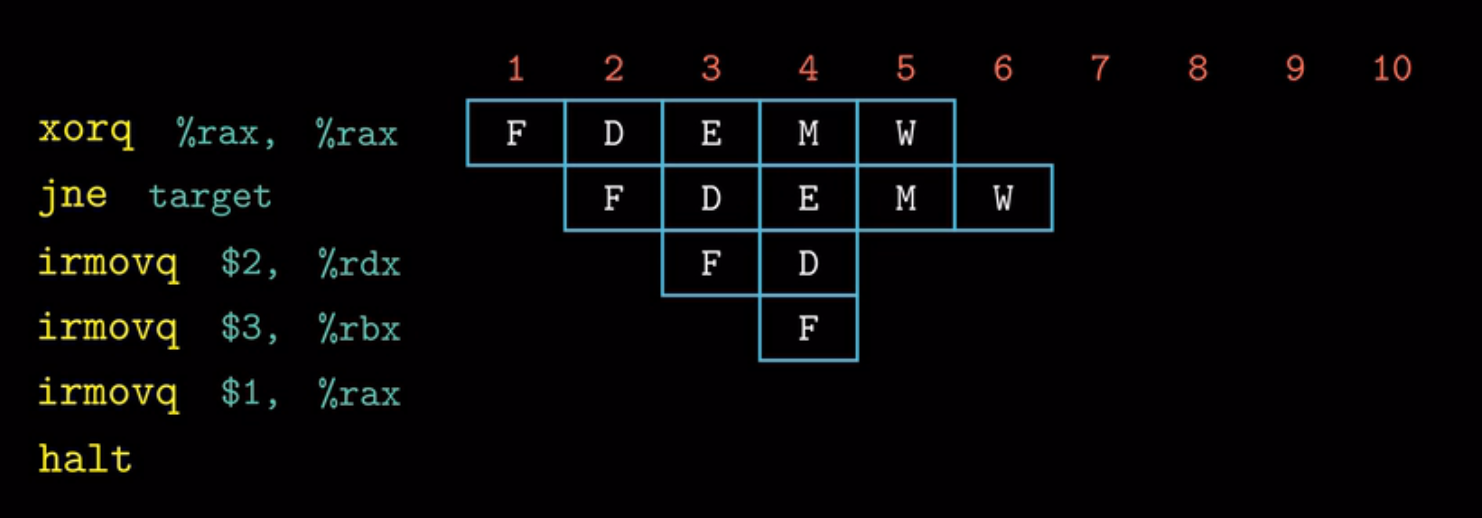 1 2 3 4 5 6 7 8 9 10
xorq %rax, %rax F D E M W
jne target F D E M W
irmovq $2, %rdx F D
irmovq $3, %rbx F
irmovq $1, %rax
halt